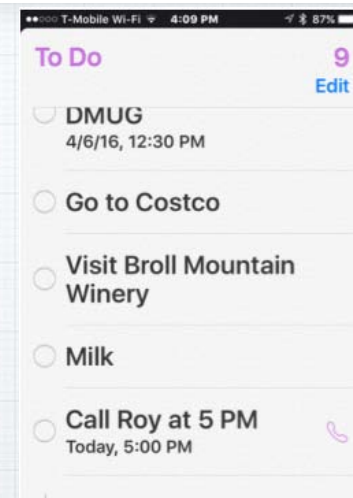 T-Mobile Wi-Fi 4:09 PM 87%
To Do 9
Edit
DMUG
4/6/16, 12:30 PM
Go to Costco
Visit Broll Mountain
Winery
Milk
Call Roy at 5 PM
Today, 5:00 PM